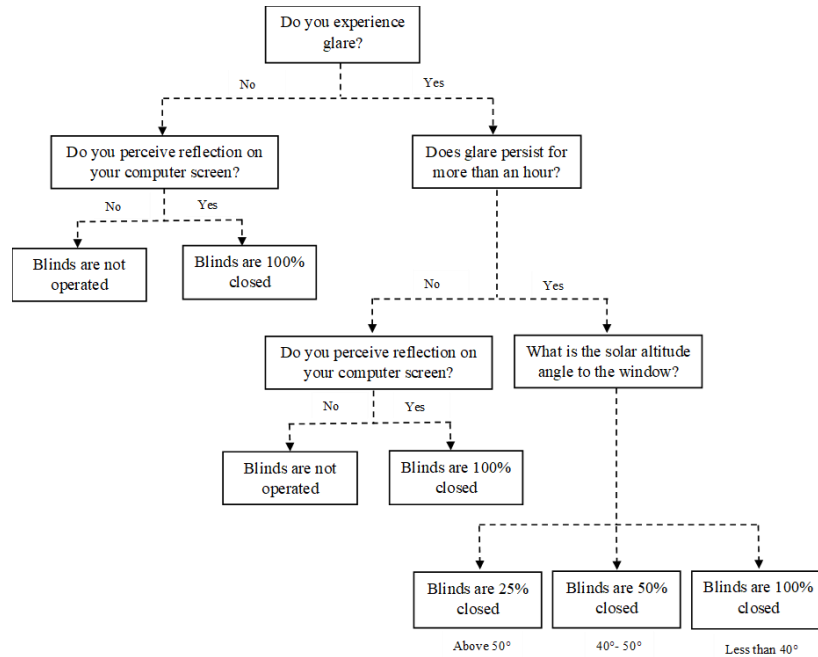 Do you experience
glare?
No
Yes
Do you perceive reflection on
your computer screen?
Does glare persist for
more than an hour?
No
Yes
Blinds are not
operated
Blinds are 100%
closed
No
Yes
Do you perceive reflection on
your computer screen?
What is the solar altitude
angle to the window?
No
Yes
Blinds are not
operated
Blinds are 100%
closed
Blinds are 25%
closed
Blinds are 50%
closed
Blinds are 100%
closed
Above 50°
40°- 50°
Less than 40°